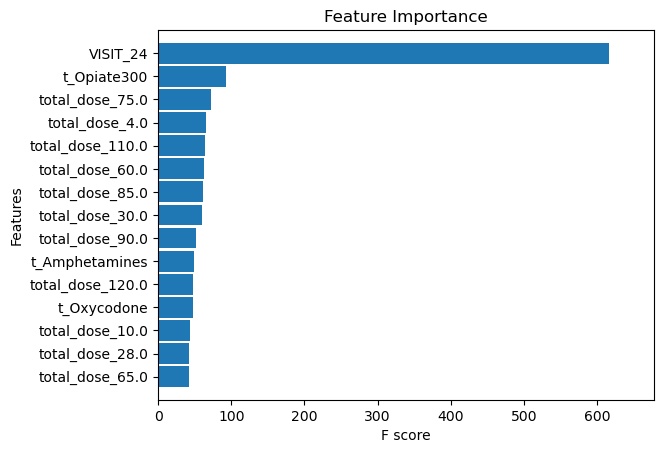 Feature Importance
Features
VISIT_24
t_Opiate300
total_dose_75.0
total_dose_4.0
total_dose_110.0
total_dose_60.0
total_dose_85.0
total_dose_30.0
total_dose_90.0
t_Amphetamines
total_dose_120.0
t_Oxycodone
total_dose_10.0
total_dose_28.0
total_dose_65.0
0 100 200 300 400 500 600
F score